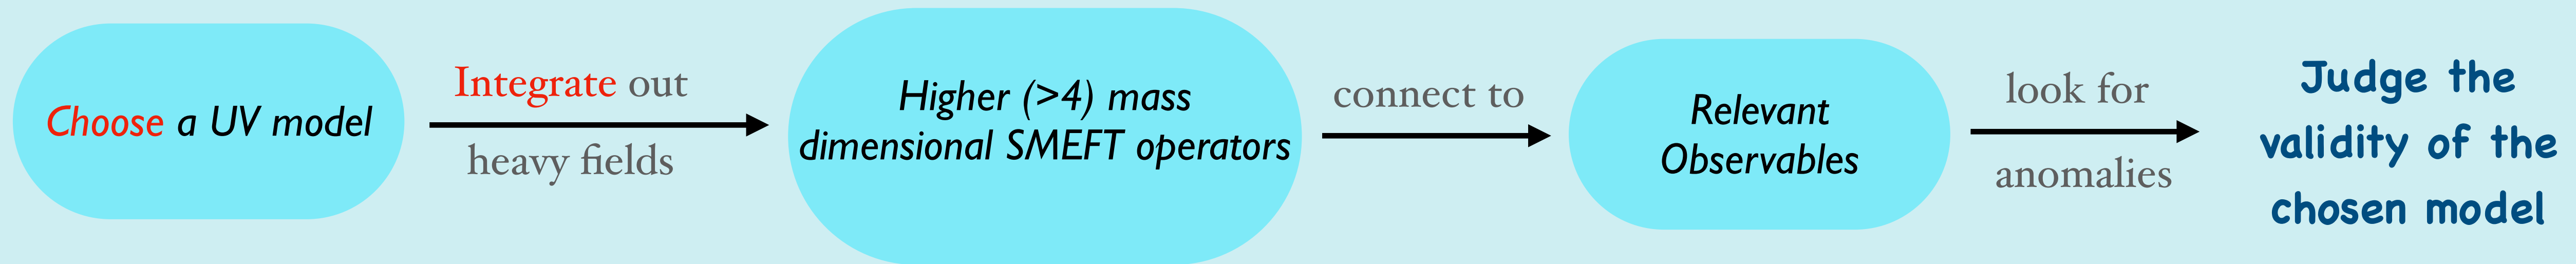 Choose a UV model
Integrate out
heavy fields
Higher (>4) mass
dimensional SMEFT operators
connect to
Relevant
Observables
look for
anomalies
Judge the
validity of the
chosen model